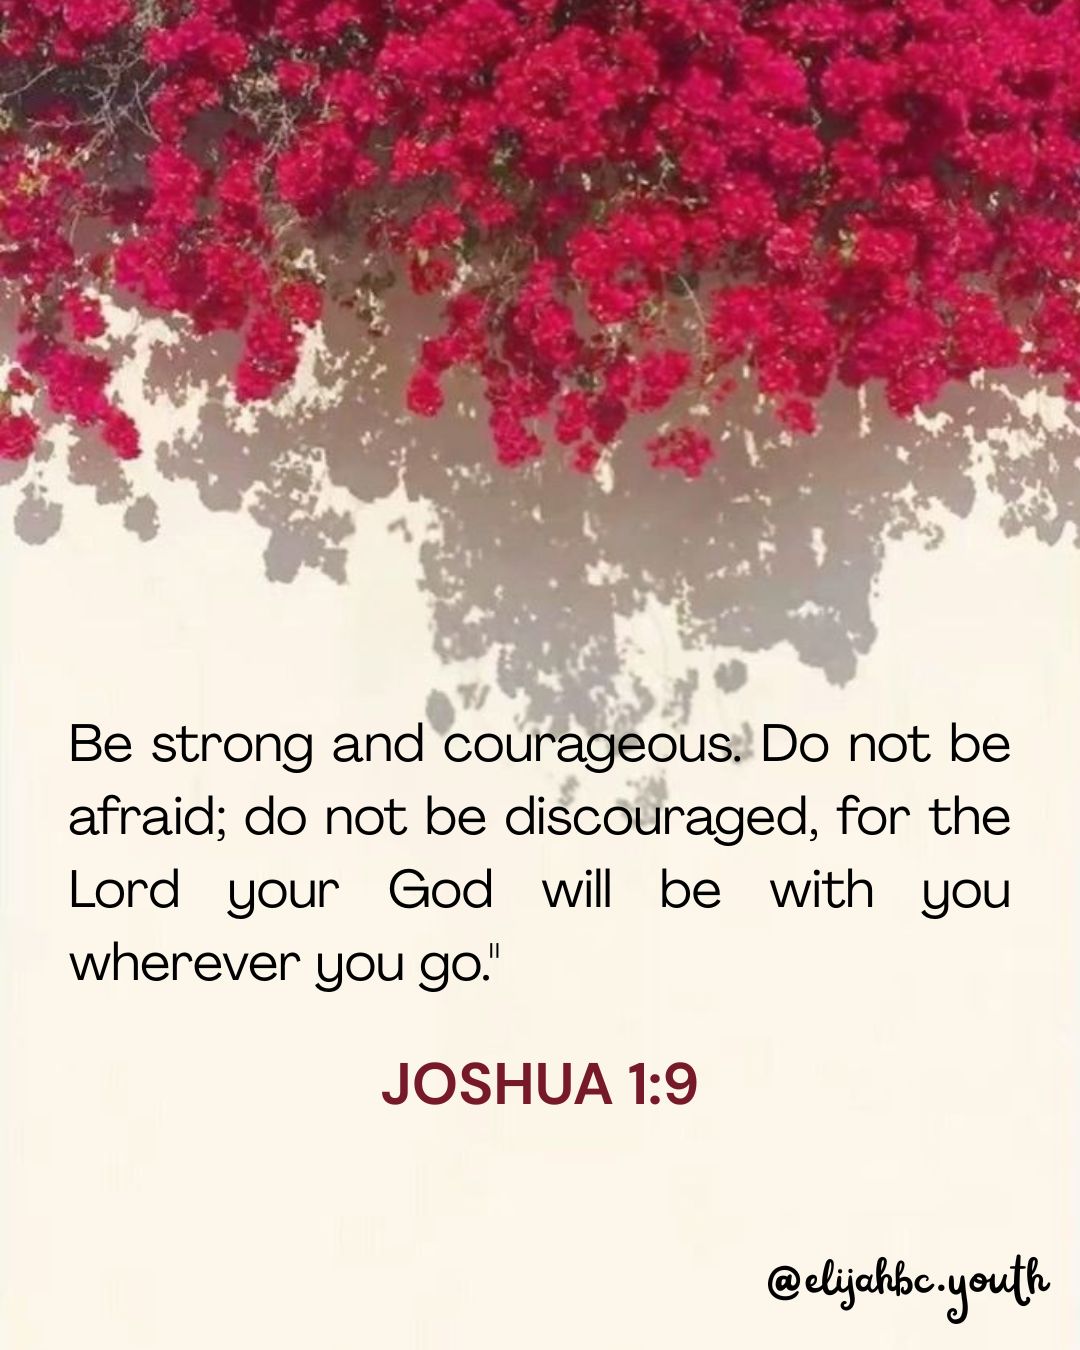 Be strong and courageous. Do not be
afraid; do not be discouraged, for the
Lord your God will be with you
wherever you go."
JOSHUA 1:9
@elijahbc.youth